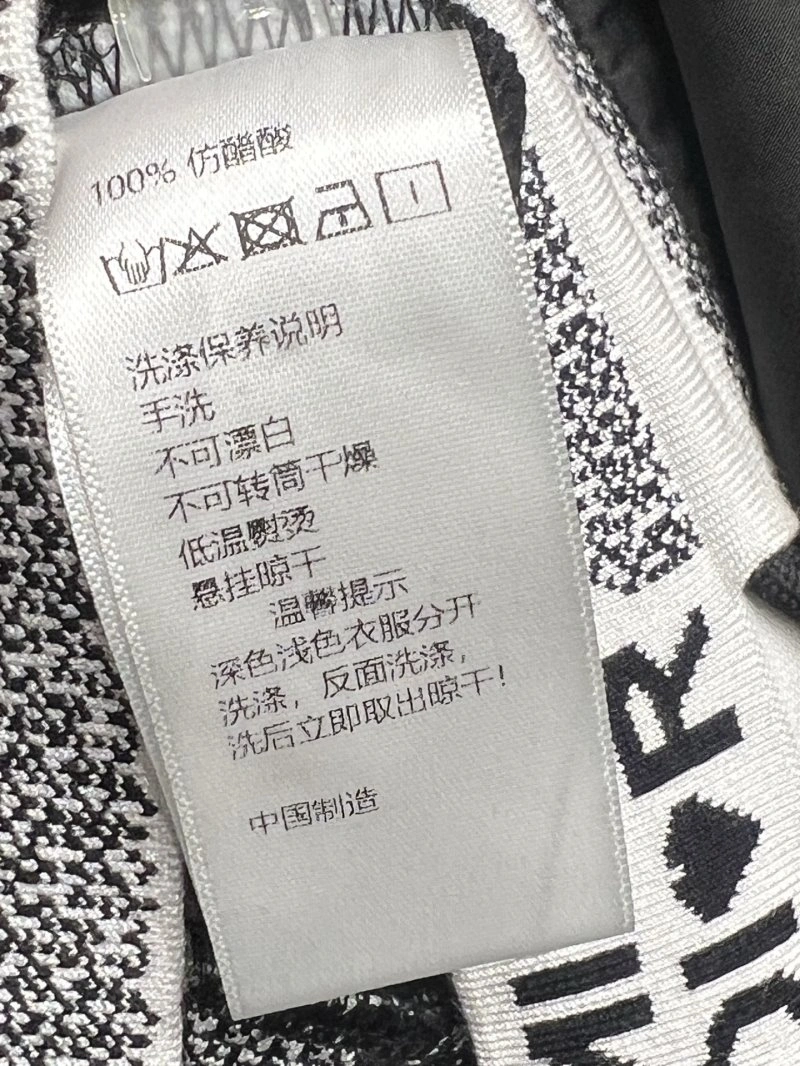 100% 仿醋酸
洗涤保养说明
手洗
不可漂白
不可转筒干燥
低温熨烫
悬挂晾干
温馨提示
深色浅色衣服分开
洗涤，反面洗涤，
洗后立即取出晾干！
中国制造
R